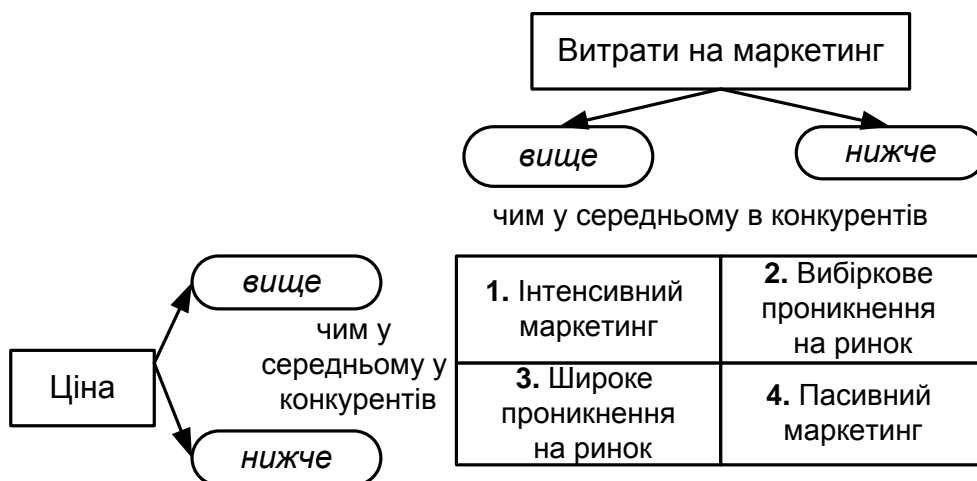 Витрати на маркетинг
вище
нижче
чим у середньому в конкурентів
Ціна
вище
чим у
середньому у
конкурентів
нижче
1. Інтенсивний
маркетинг
2. Вибіркове
проникнення
на ринок
3. Широке
проникнення
на ринок
4. Пасивний
маркетинг